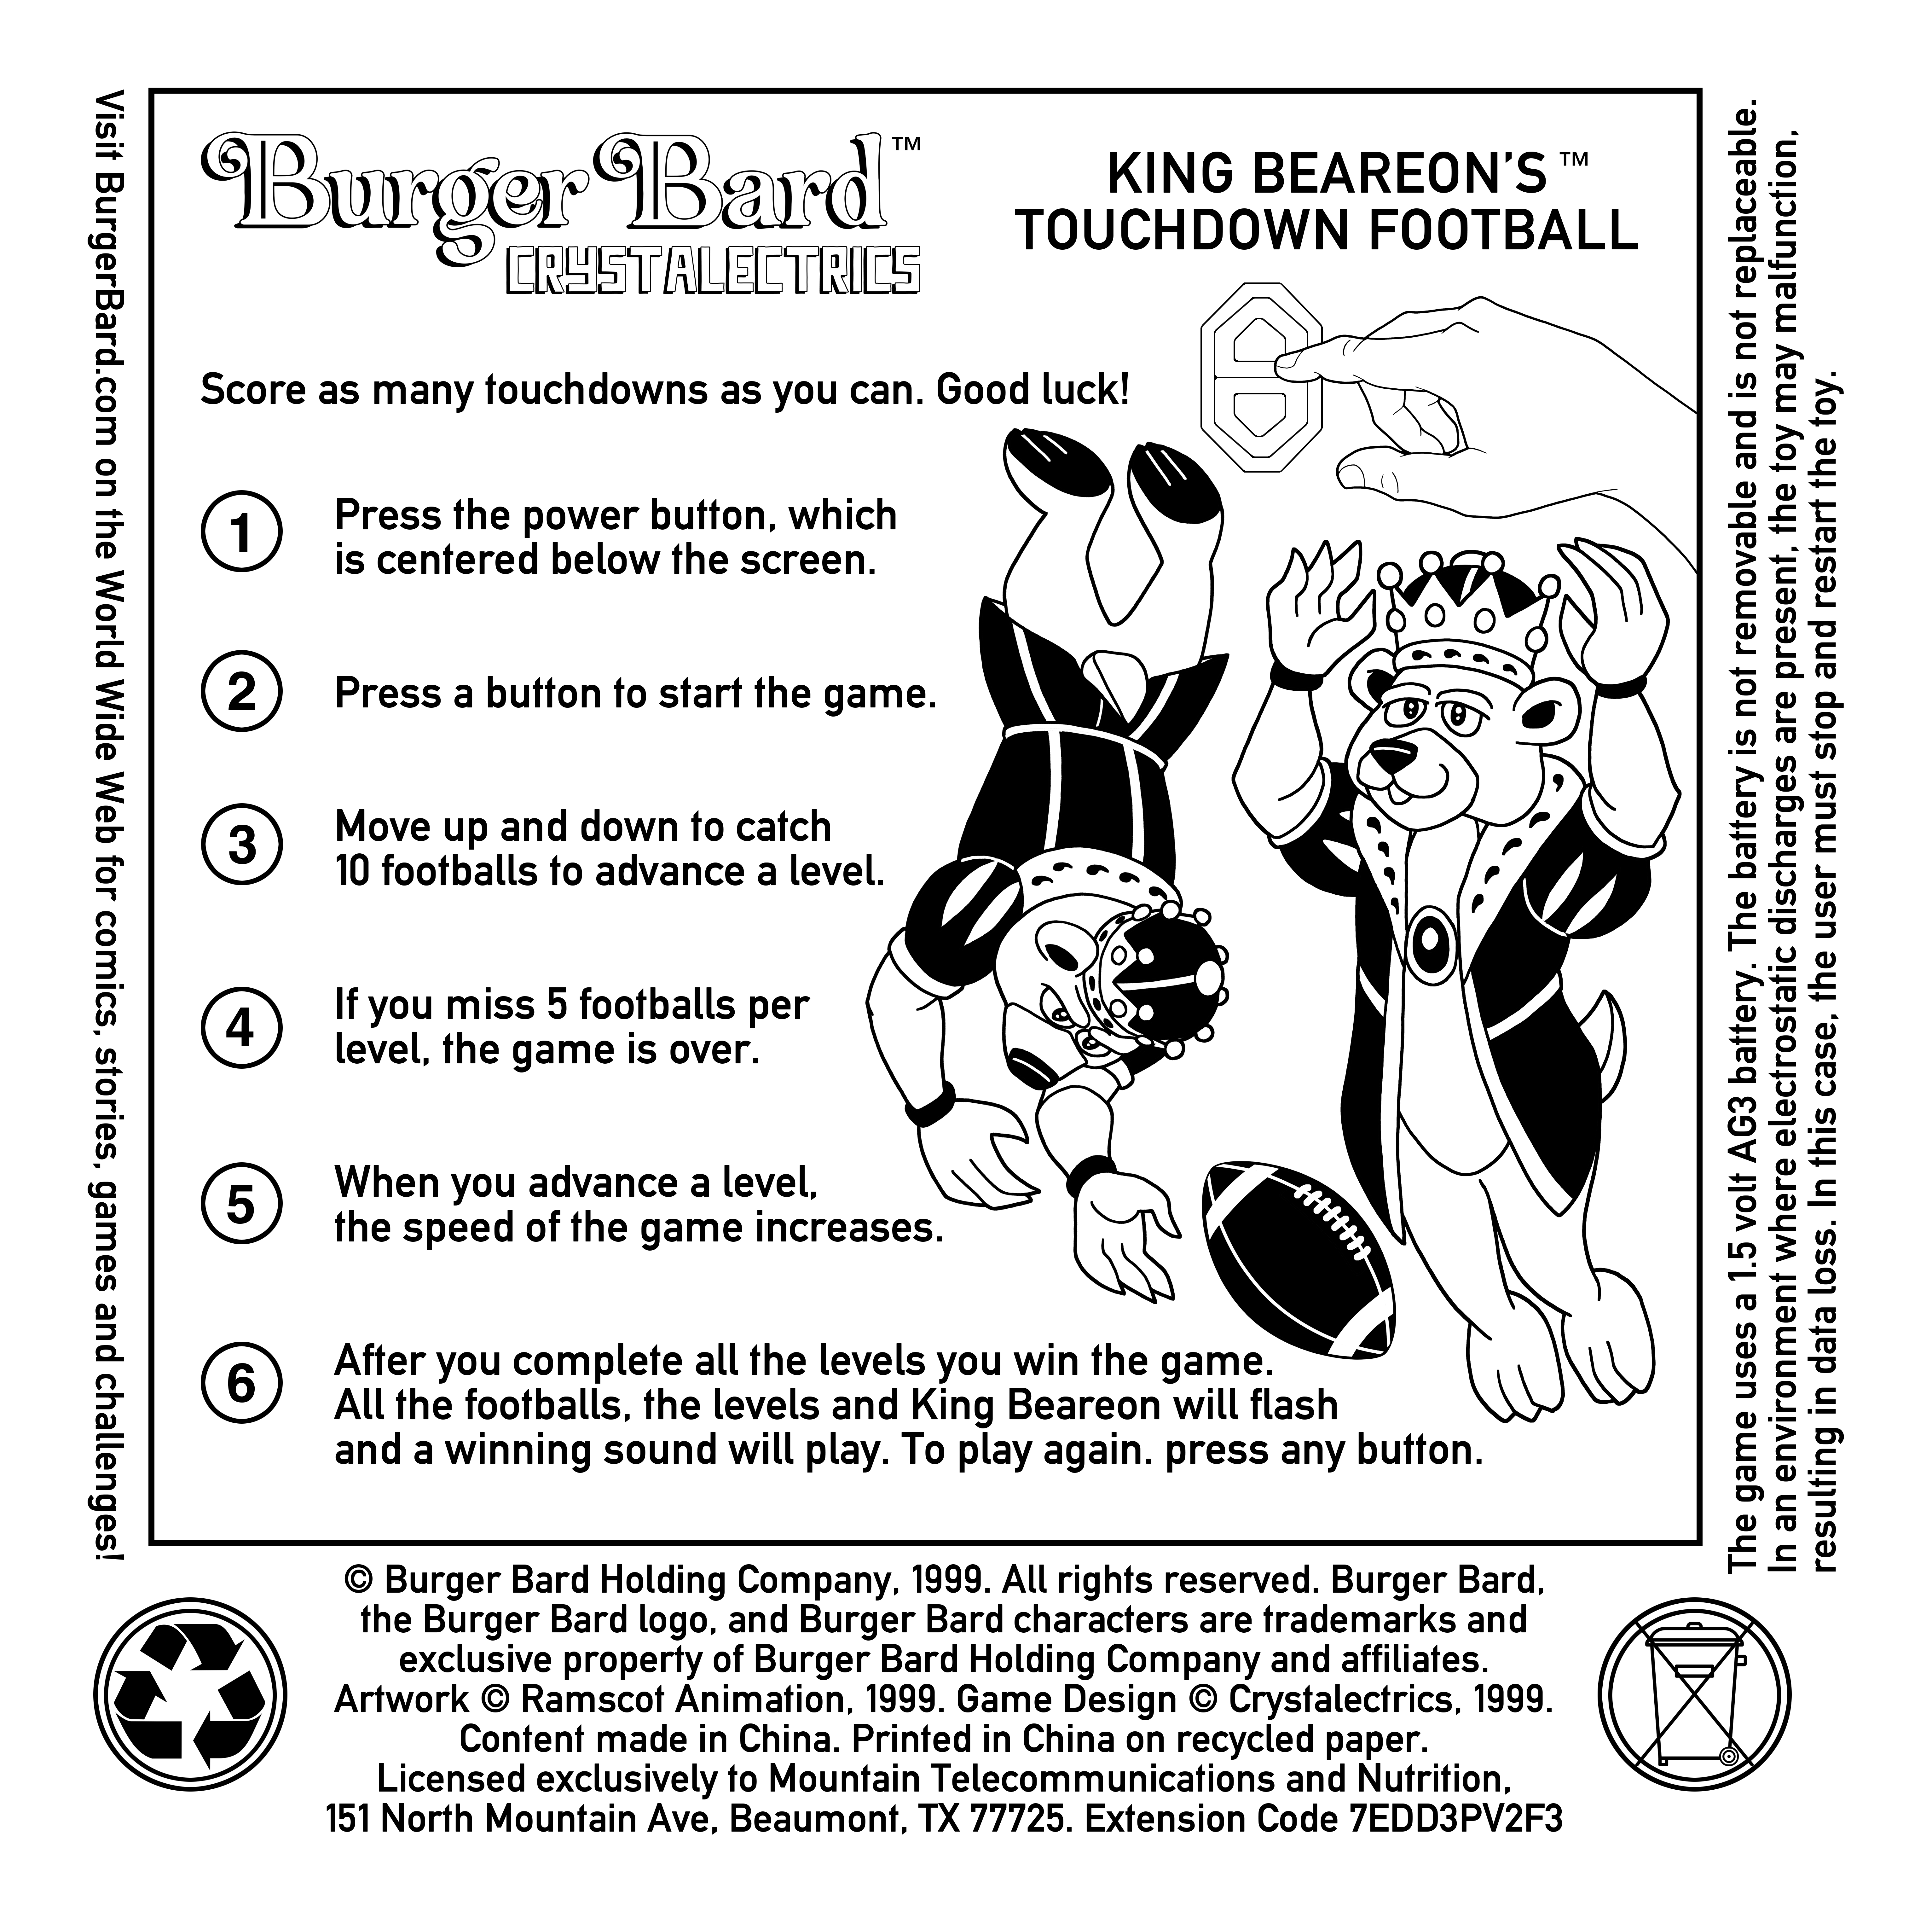 Burger Bard™
CRYSTALECTRICS
KING BEAREON'S™
TOUCHDOWN FOOTBALL
Score as many touchdowns as you can. Good luck!
1
Press the power button, which
is centered below the screen.
2
Press a button to start the game.
3
Move up and down to catch
10 footballs to advance a level.
4
If you miss 5 footballs per
level, the game is over.
5
When you advance a level,
the speed of the game increases.
6
After you complete all the levels you win the game.
All the footballs, the levels and King Beareon will flash
and a winning sound will play. To play again. press any button.
Visit BurgerBard.com on the World Wide Web for comics, stories, games and challenges!
The game uses a 1.5 volt AG3 battery. The battery is not removable and is not replaceable.
In an environment where electrostatic discharges are present, the toy may malfunction,
resulting in data loss. In this case, the user must stop and restart the toy.
© Burger Bard Holding Company, 1999. All rights reserved. Burger Bard,
the Burger Bard logo, and Burger Bard characters are trademarks and
exclusive property of Burger Bard Holding Company and affiliates.
Artwork © Ramscot Animation, 1999. Game Design © Crystalectrics, 1999.
Content made in China. Printed in China on recycled paper.
Licensed exclusively to Mountain Telecommunications and Nutrition,
151 North Mountain Ave, Beaumont, TX 77725. Extension Code 7EDD3PV2F3